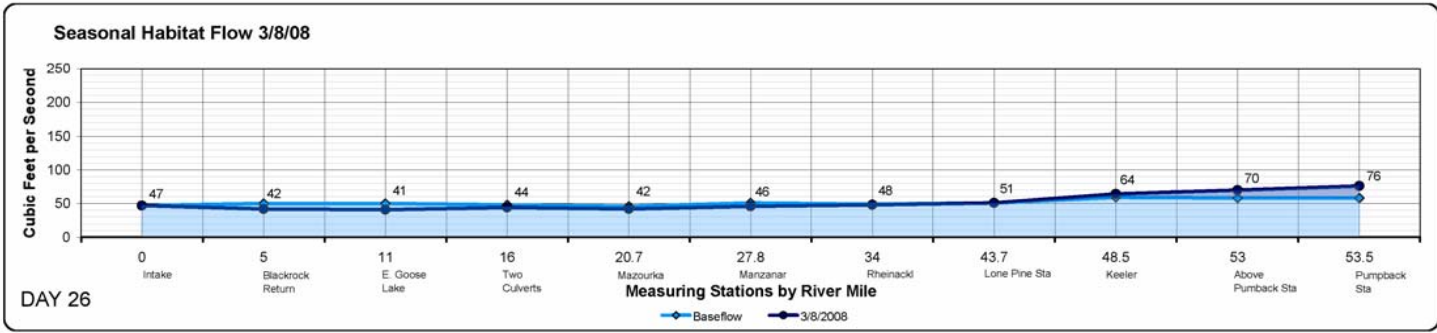 Seasonal Habitat Flow 3/8/08
Cubic Feet per Second
250
200
150
100
50
0
47
42
41
44
42
46
48
51
64
70
76
0
5
11
16
20.7
27.8
34
43.7
48.5
53
53.5
Intake
Blackrock
Return
E. Goose
Lake
Two
Culverts
Mazourka
Manzanar
Rheinackl
Lone Pine Sta
Keeler
Above
Pumback Sta
Pumpback
Sta
DAY 26
Measuring Stations by River Mile
Baseflow
3/8/2008